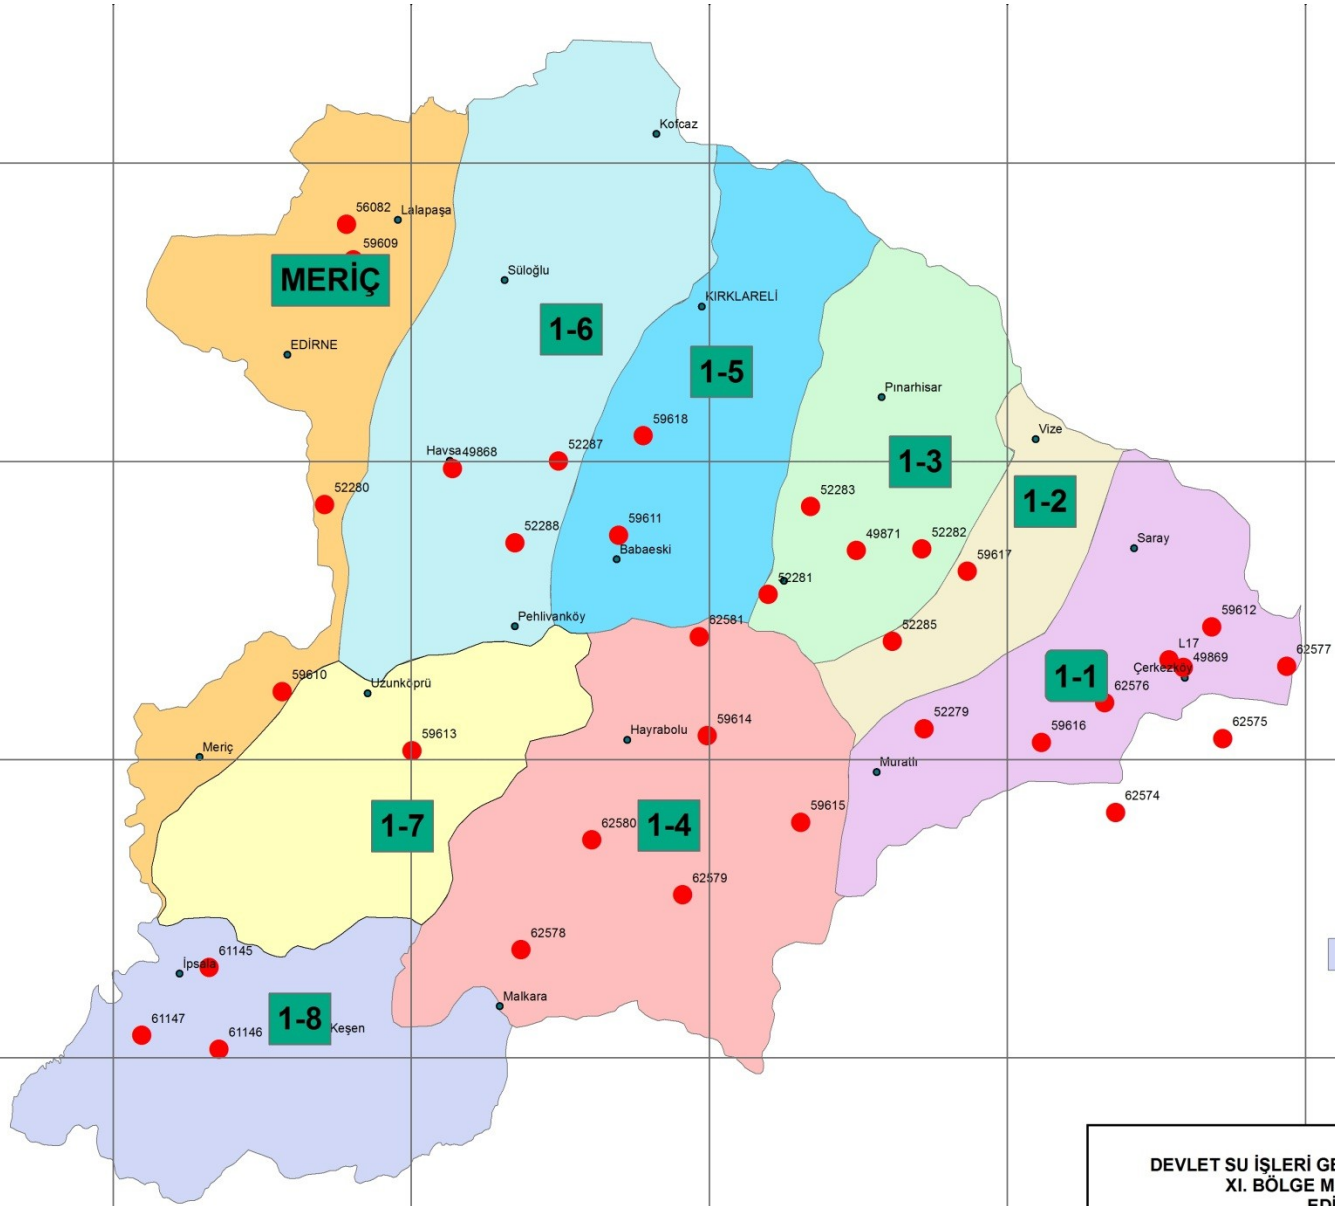 Kofcaz
56082
Lalapaşa
59609
MERİÇ
Süloğlu
KIRKLARELİ
1-6
EDİRNE
1-5
Pınarhisar
59618
Vize
Havsa
49868
52287
1-3
52280
52283
1-2
52288
59611
49871
52282
Saray
Babaeski
59617
52281
Pehlivanköy
59612
62581
52285
L17
62577
49869
Çerkezköy
59610
1-1
Uzunköprü
62576
52279
Hayrabolu
59614
59613
59616
62575
Meriç
Muratlı
62574
59615
62580
1-4
1-7
62579
62578
61145
İpsala
Malkara
1-8
Keşen
61147
61146
DEVLET SU İŞLERİ GE
XI. BÖLGE M
EDİ